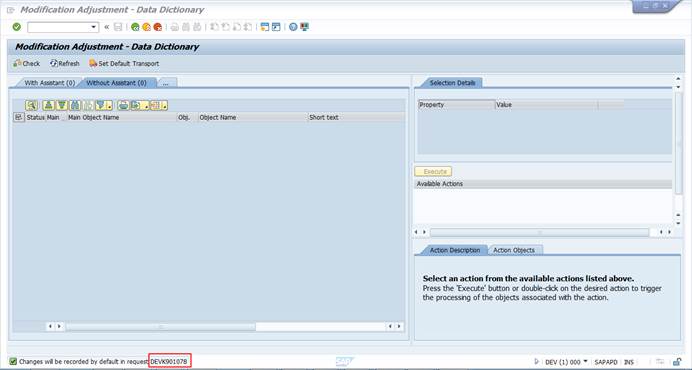 Modification Adjustment - Data Dictionary
Modification Adjustment - Data Dictionary
Check Refresh Set Default Transport
With Assistant (0) Without Assistant (0) ...
Status Main ... Main Object Name Obj. Object Name Short text
Selection Details
Property Value
Execute
Available Actions
Action Description Action Objects
Select an action from the available actions listed above.
Press the 'Execute' button or double-click on the desired action to trigger
the processing of the objects associated with the action.
Changes will be recorded by default in request DEVK901078
SAP
DEV (1) 000 SAPAPD INS